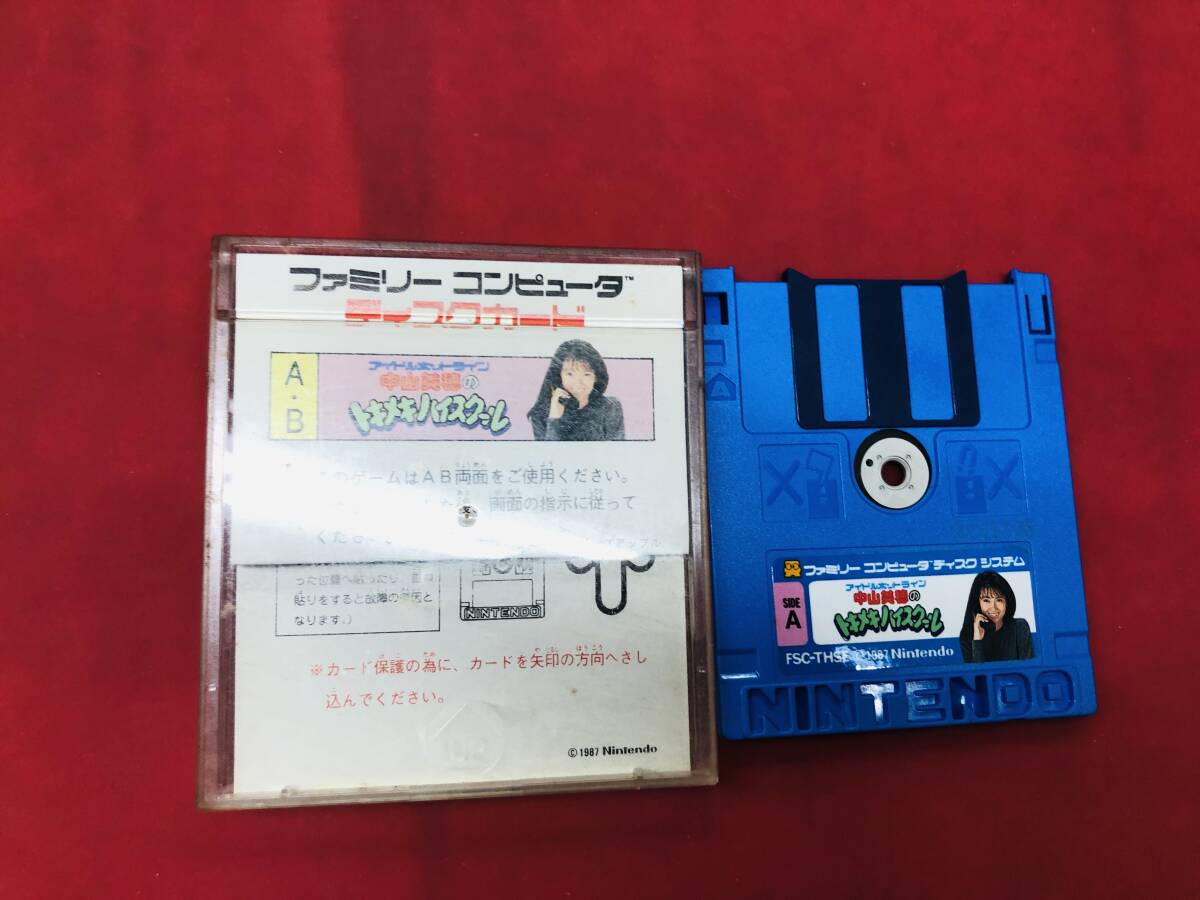 ファミリー コンピュータ™
ディスクカード
A・B
アイドルホットライン
中山美穂の
トキメキハイスクール
このゲームはAB両面をご使用ください。
画面の指示に従って
ください。
った位置へ貼ったり、
貼りをすると故障の原因と
なります。)
NINTENDO
※カード保護の為に、カードを矢印の方向へさし
込んでください。
©1987 Nintendo
ファミリー コンピュータ ディスク システム
SIDE A
アイドルホットライン
中山美穂の
トキメキハイスクール
©1987 Nintendo
NINTENDO